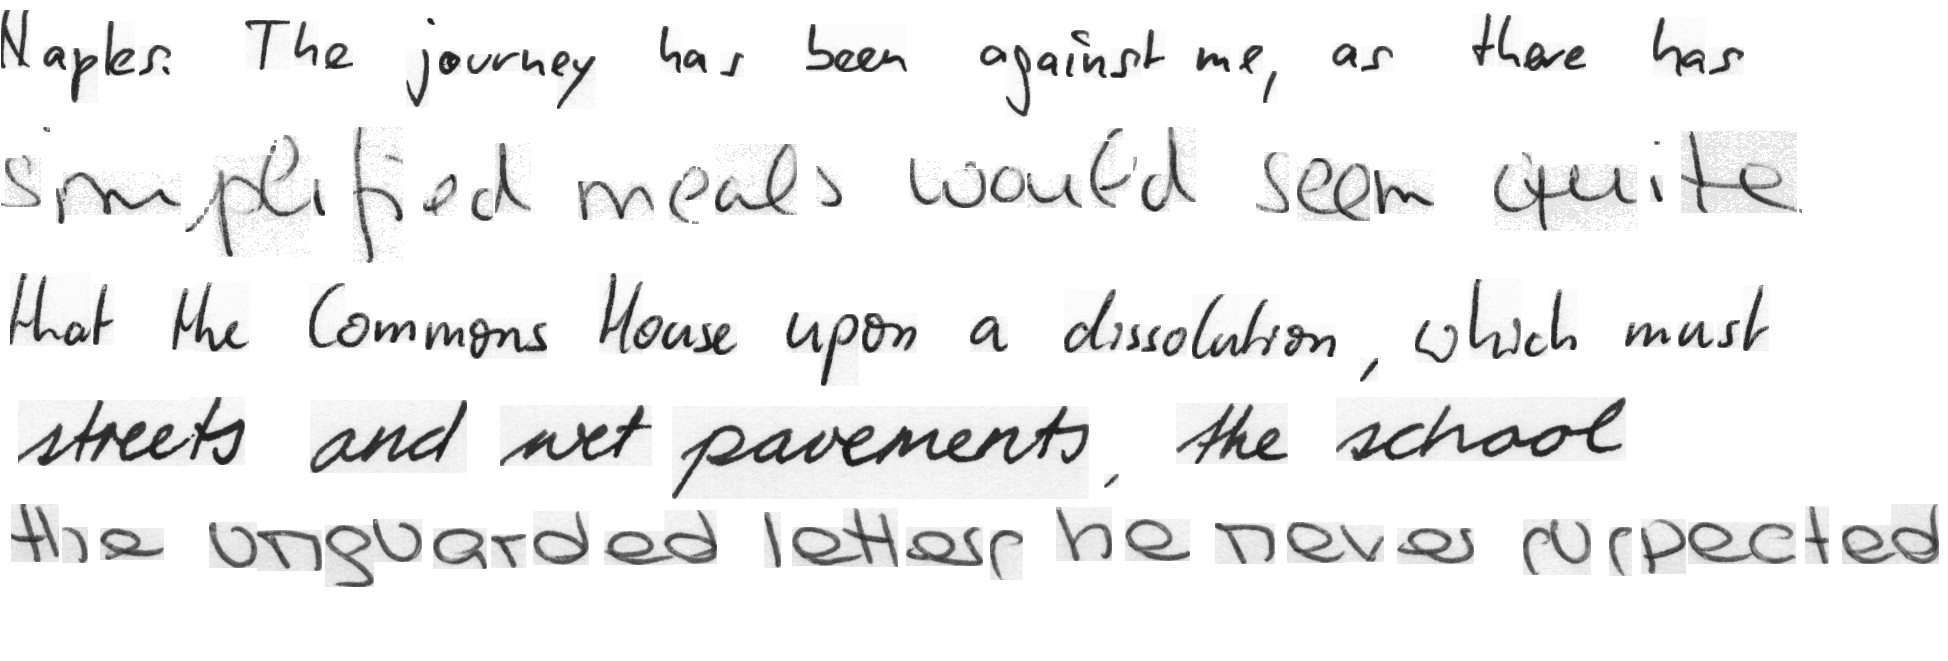 Naples. The journey has been against me, as there has
simplified meals would seem quite
that the Commons House upon a dissolution, which must
streets and wet pavements, the school
the unguarded letters he never suspected